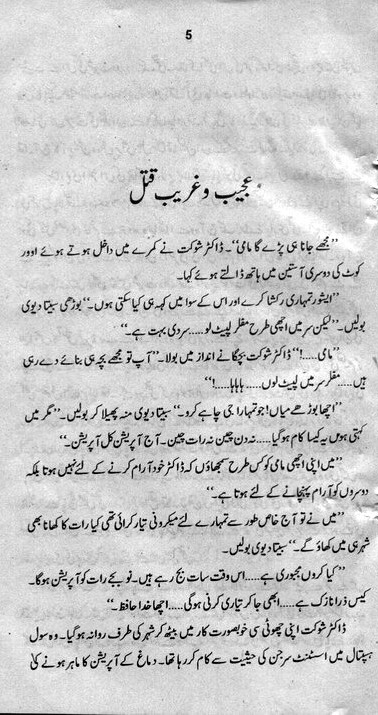 5
عجیب و غریب قتل
’’مجھے جانا ہی پڑے گا مامی‘‘۔ ڈاکٹر شوکت نے کمرے میں داخل ہوتے ہوئے اوور
کوٹ کی دوسری آستین میں ہاتھ ڈالتے ہوئے کہا۔
’’ایشور تمہاری رکشا کرے اور اس کے سوا میں کہہ ہی کیا سکتی ہوں۔‘‘ بوڑھی سبیتا دیوی
بولیں۔ ’’لیکن سر میں اچھی طرح مفلر لپیٹ لو.....سردی بہت ہے۔‘‘
’’مامی.....!‘‘ ڈاکٹر شوکت بچگانے انداز میں بولا۔ ’’آپ تو مجھے بچہ ہی بنائے دے رہی
ہیں.....مفلر سر میں لپیٹ لوں.....ہاہاہا.....!‘‘
’’اچھا بوڑھے میاں! جو تمہارا جی چاہے کرو۔‘‘ سبیتا دیوی منہ پھیلا کر بولیں۔ ’’مگر میں
کہتی ہوں یہ کیسا کام ہوگیا.....نہ دن چین نہ رات چین۔ آج آپریشن کل آپریشن۔‘‘
’’میں اپنی اچھی مامی کو کس طرح سمجھاؤں کہ ڈاکٹر خود آرام کرنے کے لئے نہیں ہوتا بلکہ
دوسروں کو آرام پہنچانے کے لئے ہوتا ہے۔‘‘
’’میں نے تو آج خاص طور سے تمہارے لئے میکرونی تیار کرائی تھی کیا رات کا کھانا بھی
شہر ہی میں کھاؤ گے۔‘‘ سبیتا دیوی بولیں۔
’’کیا کروں مجبوری ہے.....اس وقت سات بج رہے ہیں۔ نو بجے رات کو آپریشن ہوگا۔
کیس ذرا نازک ہے.....ابھی جا کر تیاری کرنی ہوگی.....اچھا خدا حافظ۔‘‘
ڈاکٹر شوکت اپنی چھوٹی سی خوبصورت کار میں بیٹھ کر شہر کی طرف روانہ ہوگیا۔ وہ سول
ہسپتال میں اسسٹنٹ سرجن کی حیثیت سے کام کر رہا تھا۔ دماغ کے آپریشن کا ماہر ہونے کی